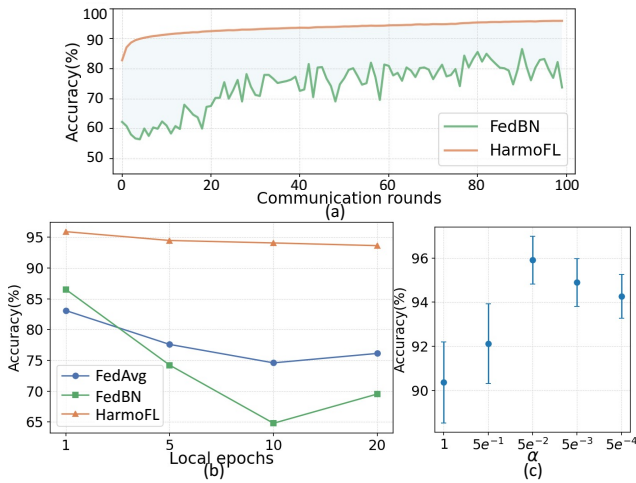 100
90
80
70
60
50
Accuracy(%)
FedBN
HarmoFL
0 20 40 60 80 100
Communication rounds
(a)
95
90
85
80
75
70
65
Accuracy(%)
FedAvg
FedBN
HarmoFL
1 5 10 20
Local epochs
(b)
96
94
92
90
Accuracy(%)
1 5e⁻¹ 5e⁻² 5e⁻³ 5e⁻⁴
α
(c)